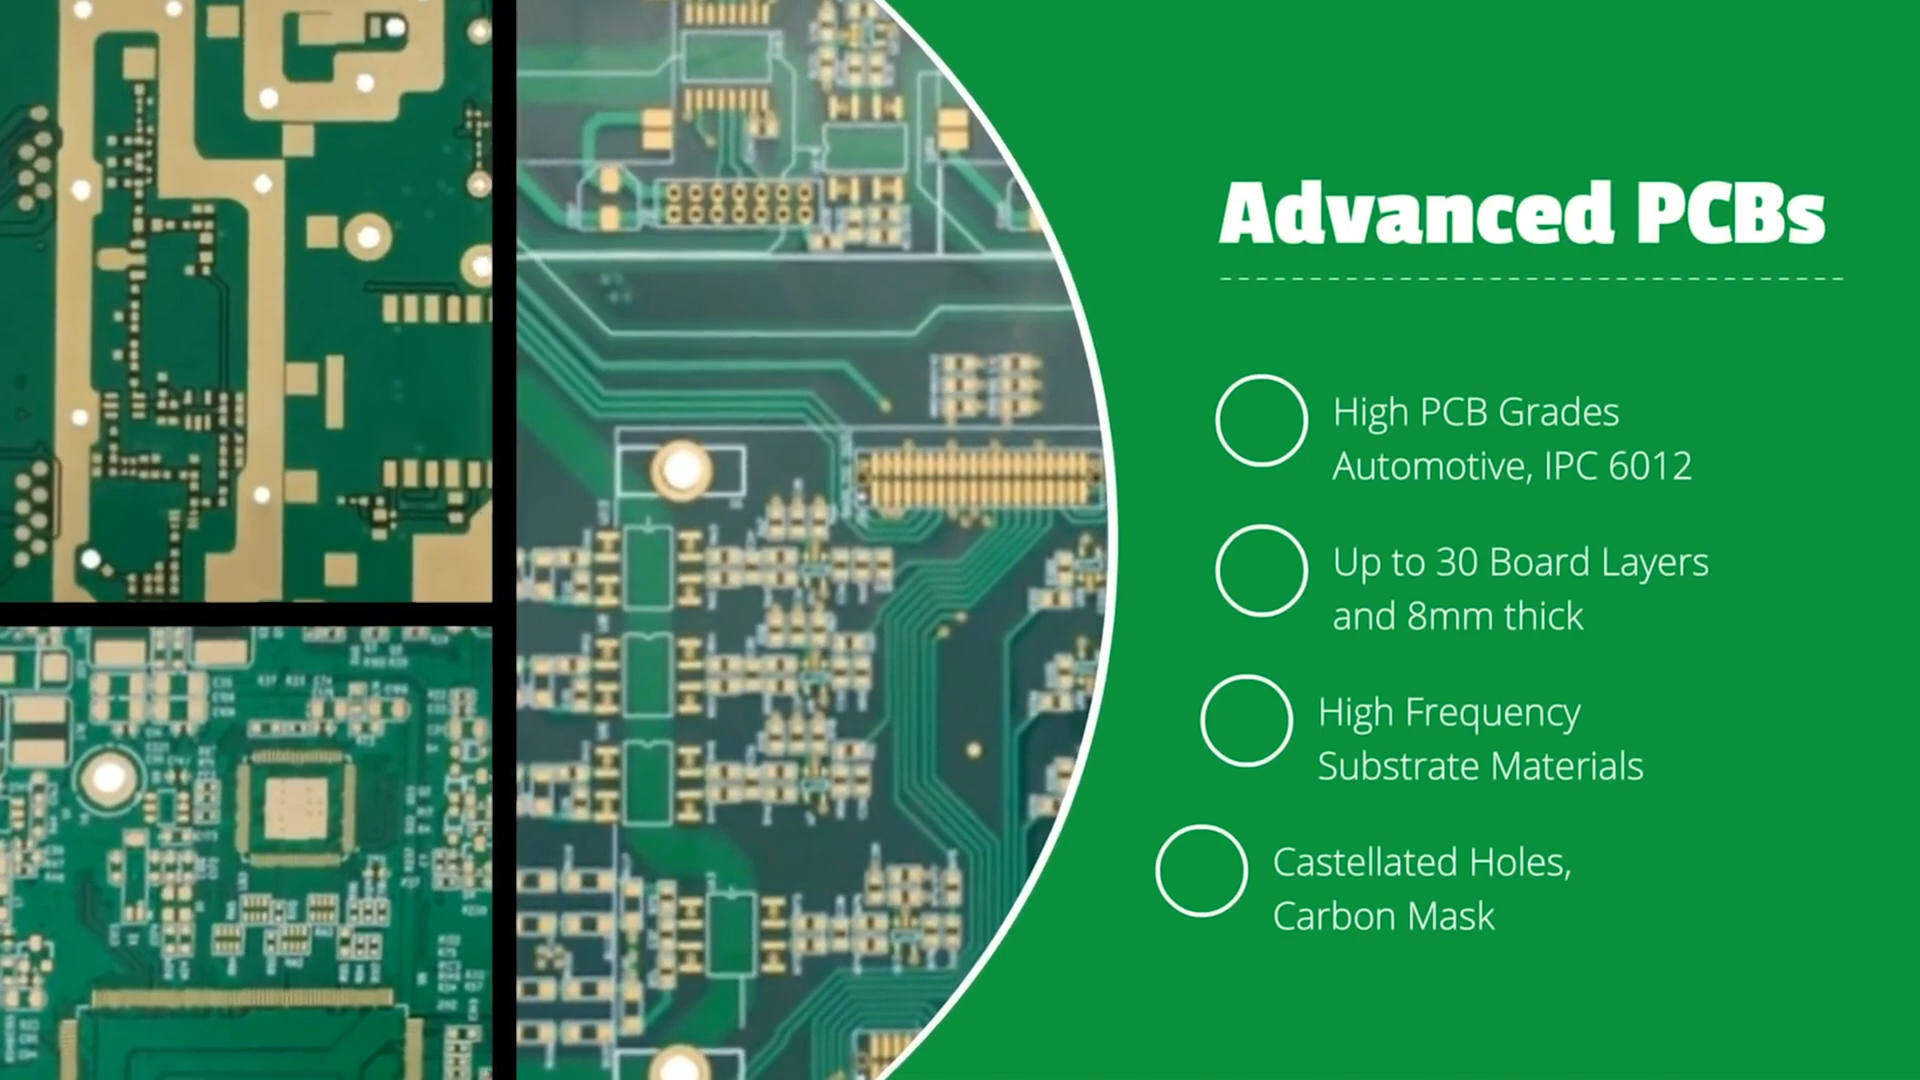 Advanced PCBs
High PCB Grades
Automotive, IPC 6012
Up to 30 Board Layers
and 8mm thick
High Frequency
Substrate Materials
Castellated Holes,
Carbon Mask